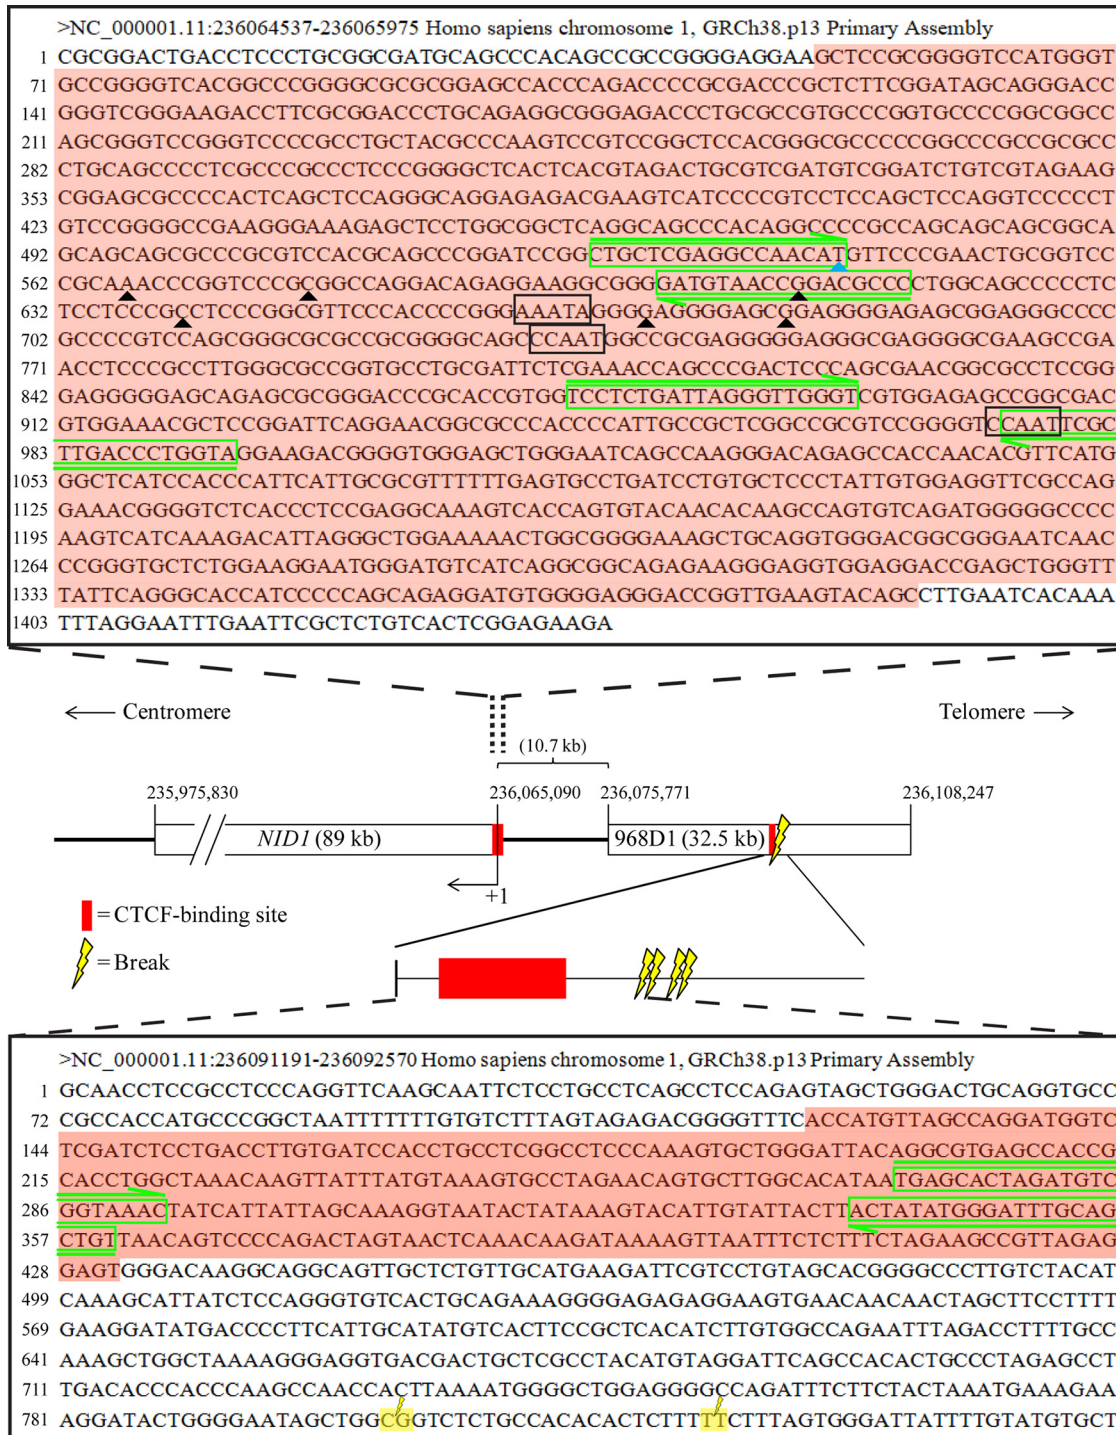 >NC_000001.11:236064537-236065975 Homo sapiens chromosome 1, GRCh38.p13 Primary Assembly
1 CGCGGACTGACCTCCCTGCGGCGATGCAGCCCACAGCCGCCGGGGAGGAAGCTCCGCGGGGTCCATGGGT
71 GCCGGGGTCACGGCCCGGGGCGCGCGGAGCCACCCAGACCCCGCGACCCGCTCTTCGGATAGCAGGGACC
141 GGGTCGGGAAGACCTTCGCGGACCCTGCAGAGGCGGGAGACCCTGCGCCGTGCCCGGTGCCCCGGCGGCC
211 AGCGGGTCCGGGTCCCCGCCTGCTACGCCCAAGTCCGTCCGGCTCCACGGGCGCCCCCGGCCCGCCGCGCC
282 CTGCAGCCCCTCGCCCGCCCTCCCGGGGCTCACTCACGTAGACTGCGTCGATGTCGGATCTGTCGTAGAAG
353 CGGAGCGCCCCACTCAGCTCCAGGGCAGGAGAGACGAAGTCATCCCCGTCCTCCAGCTCCAGGTCCCCCT
423 GTCCGGGGCCGAAGGGAAAGAGCTCCTGGCGGCTCAGGCAGCCCACAGGCCCCGCCAGCAGCAGCGGCA
492 GCAGCAGCGCCCGCGTCCACGCAGCCCGGATCCGGCTGCTCGAGGCCAACATGTTCCCGAACTGCGGTCC
562 CGCAAACCCGGTCCCGCGGCCAGGACAGAGGAAGGCGGGGATGTAACCGGACGCCCCTGGCAGCCCCCTC
632 TCCTCCCGCCTCCCGGCGTTCCCACCCCGGGAAATAGGGGGAGGGGAGCGGAGGGGAGAGCGGAGGGCCCC
702 GCCCCGTCCAGCGGGCGCGCCGCGGGGCAGCCCAATGGCCGCGAGGGGGAGGGCGAGGGGCGAAGCCGA
771 ACCTCCCGCCTTGGGCGCCGGTGCCTGCGATTCTCGAAACCAGCCCGACTCCCAGCGAACGGCGCCTCCGG
842 GAGGGGGAGCAGAGCGCGGGACCCGCACCGTGGTCCTCTGATTAGGGTTGGGTCGTGGAGAGCCGGCGAC
912 GTGGAAACGCTCCGGATTCAGGAACGGCGCCCACCCCATTGCCGCTCGGCCGCGTCCGGGGTCCAATTCGC
983 TTGACCCTGGTAGGAAGACGGGGTGGGAGCTGGGAATCAGCCAAGGGACAGAGCCACCAACACGTTCATG
1053 GGCTCATCCACCCATTCATTGCGCGTTTTTTGAGTGCCTGATCCTGTGCTCCCTATTGTGGAGGTTCGCCAG
1125 GAAACGGGGTCTCACCCTCCGAGGCAAAGTCACCAGTGTACAACACAAGCCAGTGTCAGATGGGGGCCCC
1195 AAGTCATCAAAGACATTAGGGCTGGAAAAACTGGCGGGGAAAGCTGCAGGTGGGACGGCGGGAATCAAC
1264 CCGGGTGCTCTGGAAGGAATGGGATGTCATCAGGCGGCAGAGAAGGGAGGTGGAGGACCGAGCTGGGTT
1333 TATTCAGGGCACCATCCCCCAGCAGAGGATGTGGGGAGGGACCGGTTGAAGTACAGCCTTGAATCACAAA
1403 TTTAGGAATTTGAATTCGCTCTGTCACTCGGAGAAGA
Centromere
Telomere
(10.7 kb)
235,975,830
236,065,090
236,075,771
236,108,247
NID1 (89 kb)
968D1 (32.5 kb)
+1
= CTCF-binding site
= Break
>NC_000001.11:236091191-236092570 Homo sapiens chromosome 1, GRCh38.p13 Primary Assembly
1 GCAACCTCCGCCTCCCAGGTTCAAGCAATTCTCCTGCCTCAGCCTCCAGAGTAGCTGGGACTGCAGGTGCC
72 CGCCACCATGCCCGGCTAATTTTTTTGTGTCTTTAGTAGAGACGGGGTTTCACCATGTTAGCCAGGATGGTC
144 TCGATCTCCTGACCTTGTGATCCACCTGCCTCGGCCTCCCAAAGTGCTGGGATTACAGGCGTGAGCCACCG
215 CACCTGGCTAAACAAGTTATTTATGTAAAGTGCCTAGAACAGTGCTTGGCACATAATGAGCACTAGATGTC
286 GGTAAACTATCATTATTAGCAAAGGTAATACTATAAAGTACATTGTATTACTTACTATATGGGATTTGCAG
357 CTGTTAACAGTCCCCAGACTAGTAACTCAAACAAGATAAAAGTTAATTTCTCTTTCTAGAAGCCGTTAGAG
428 GAGTGGGACAAGGCAGGCAGTTGCTCTGTTGCATGAAGATTCGTCCTGTAGCACGGGGCCCTTGTCTACAT
499 CAAAGCATTATCTCCAGGGTGTCACTGCAGAAAGGGGAGAGAGGAAGTGAACAACAACTAGCTTCCTTTT
569 GAAGGATATGACCCCTTCATTGCATATGTCACTTCCGCTCACATCTTGTGGCCAGAATTTAGACCTTTTGCC
641 AAAGCTGGCTAAAAGGGAGGTGACGACTGCTCGCCTACATGTAGGATTCAGCCACACTGCCCTAGAGCCT
711 TGACACCCACCCAAGCCAACCACTTAAAATGGGGCTGGAGGGGCCAGATTTCTTCTACTAAATGAAAGAA
781 AGGATACTGGGGAATAGCTGGCGGTCTCTGCCACACACTCTTTTTTCTTTAGTGGGATTATTTTGTATGTGCT